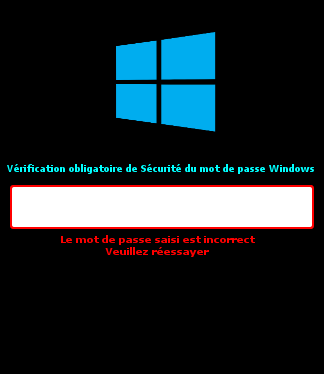 Vérification obligatoire de Sécurité du mot de passe Windows
Le mot de passe saisi est incorrect
Veuillez réessayer